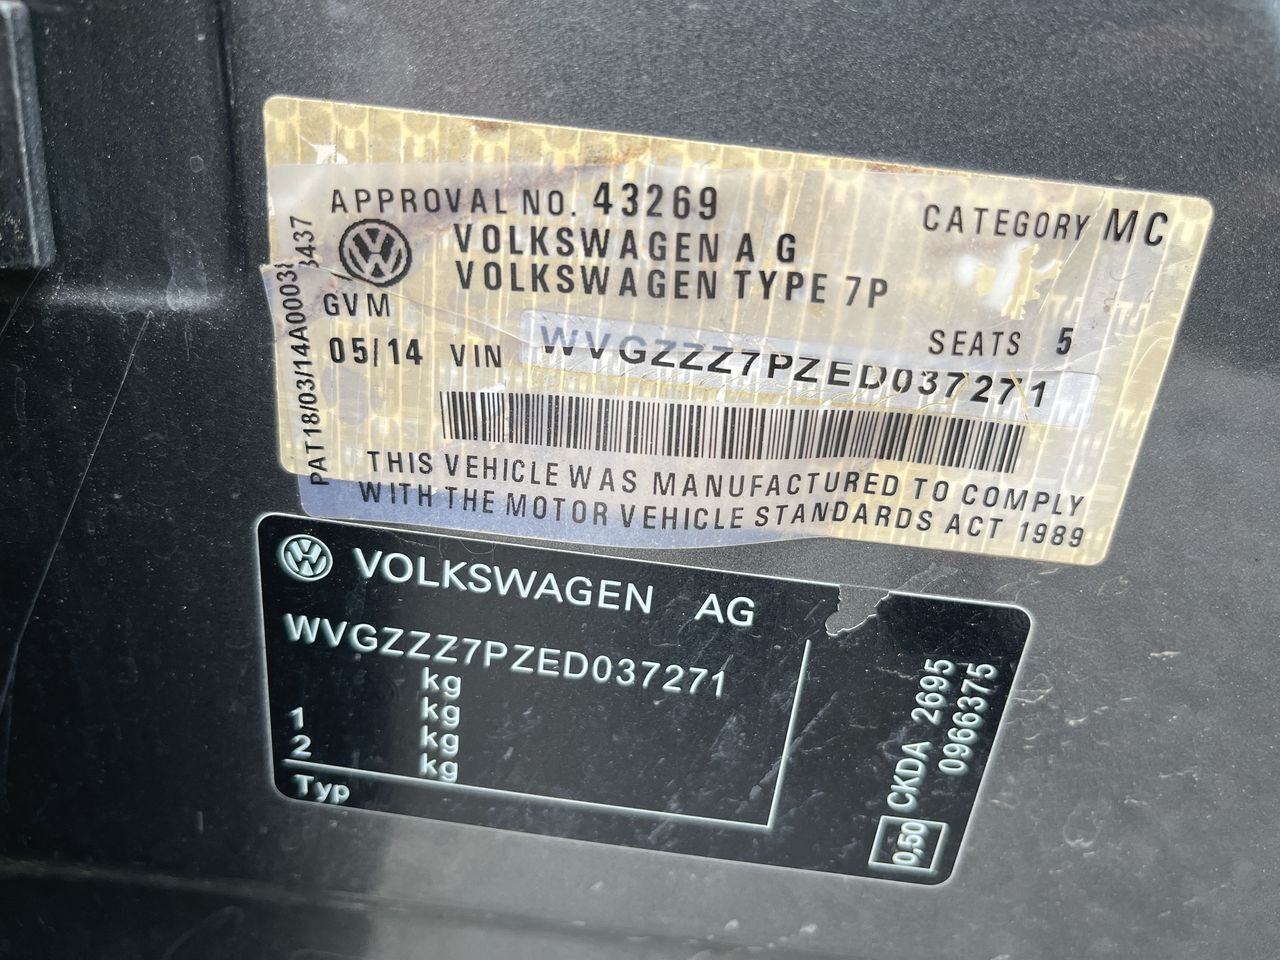 APPROVAL NO. 43269
CATEGORY MC
VOLKSWAGEN A G
VOLKSWAGEN TYPE 7P
GVM
SEATS 5
05/14 VIN WVGZZZ7PZED037271
THIS VEHICLE WAS MANUFACTURED TO COMPLY
WITH THE MOTOR VEHICLE STANDARDS ACT 1989
PAT18/03/14A0003
3437
VOLKSWAGEN AG
WVGZZZ7PZED037271
kg
kg
1 kg
2 kg
Typ
0,50 CKDA 2695
0966375